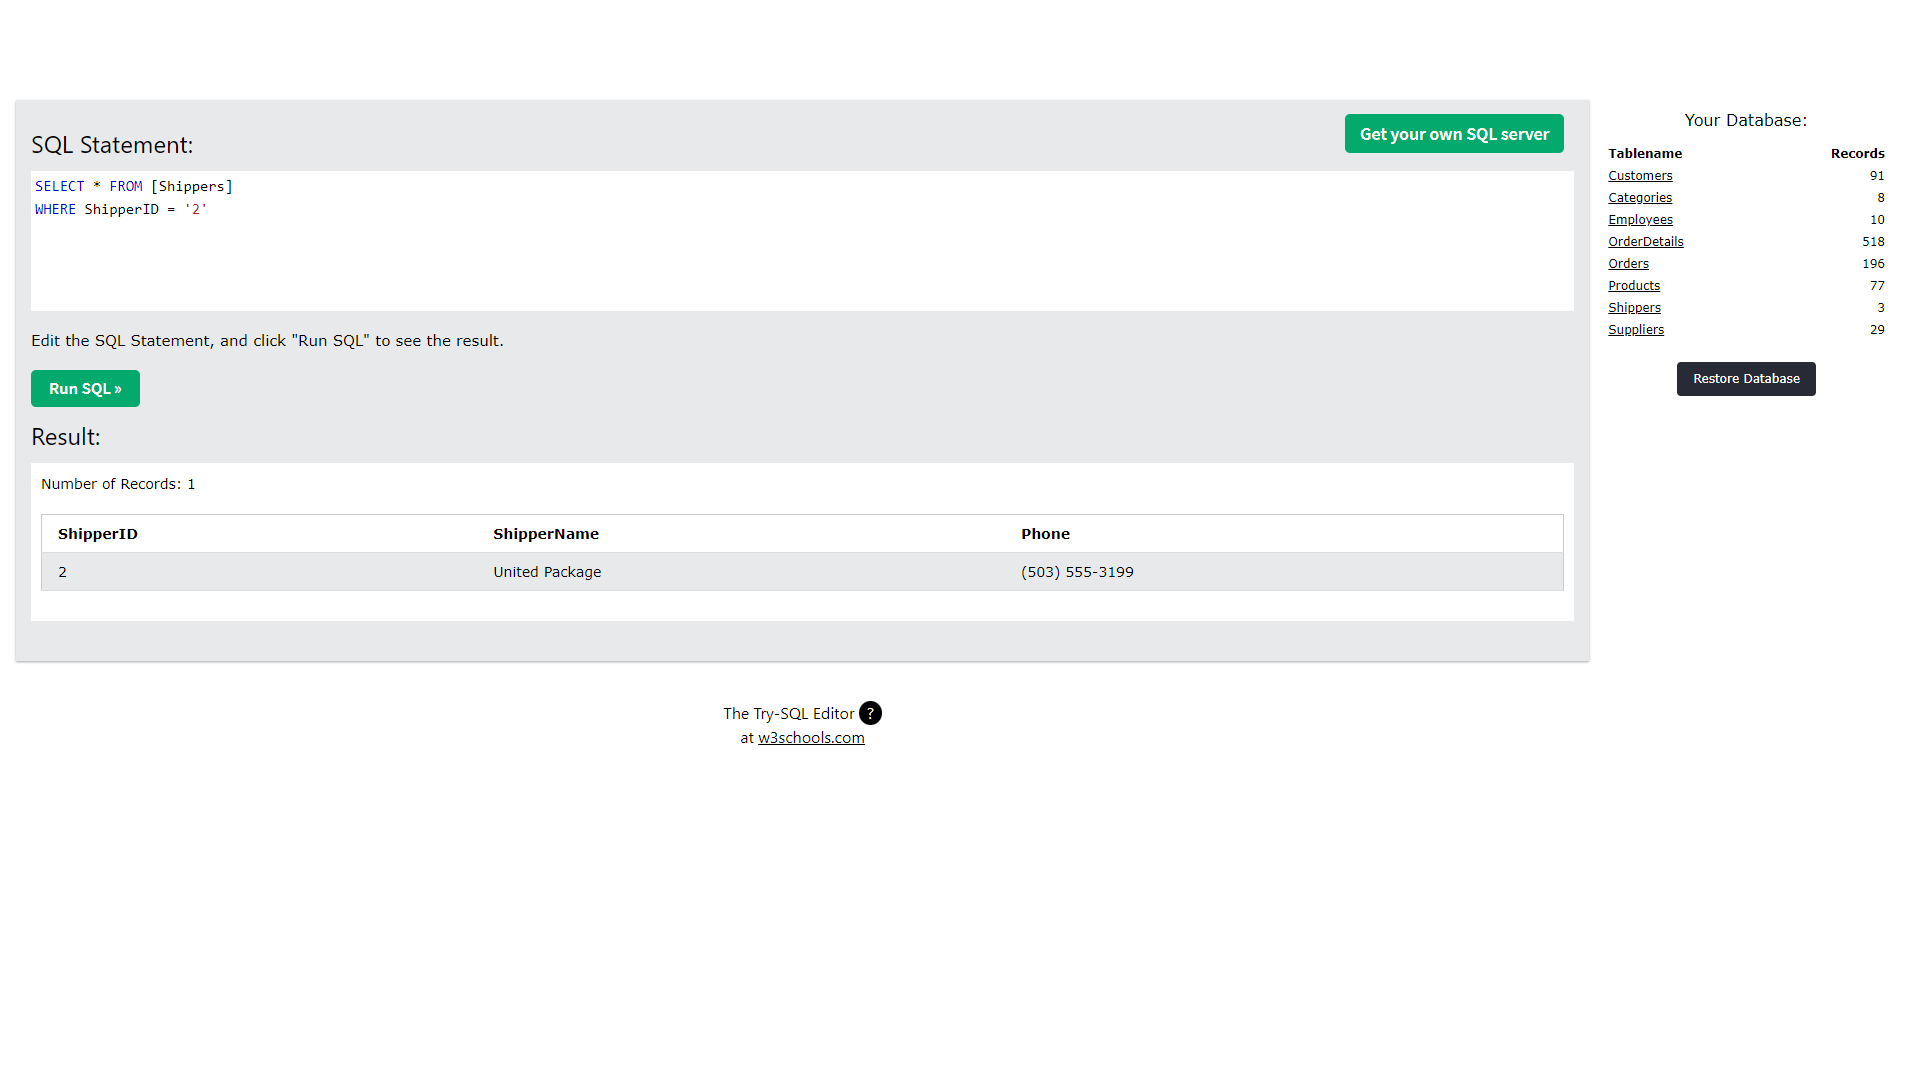 Get your own SQL server
SQL Statement:
SELECT * FROM [Shippers]
WHERE ShipperID = '2'
Edit the SQL Statement, and click "Run SQL" to see the result.
Run SQL »
Result:
Number of Records: 1
ShipperID ShipperName Phone
2 United Package (503) 555-3199
Your Database:
Tablename Records
Customers 91
Categories 8
Employees 10
OrderDetails 518
Orders 196
Products 77
Shippers 3
Suppliers 29
Restore Database
The Try-SQL Editor ?
at w3schools.com